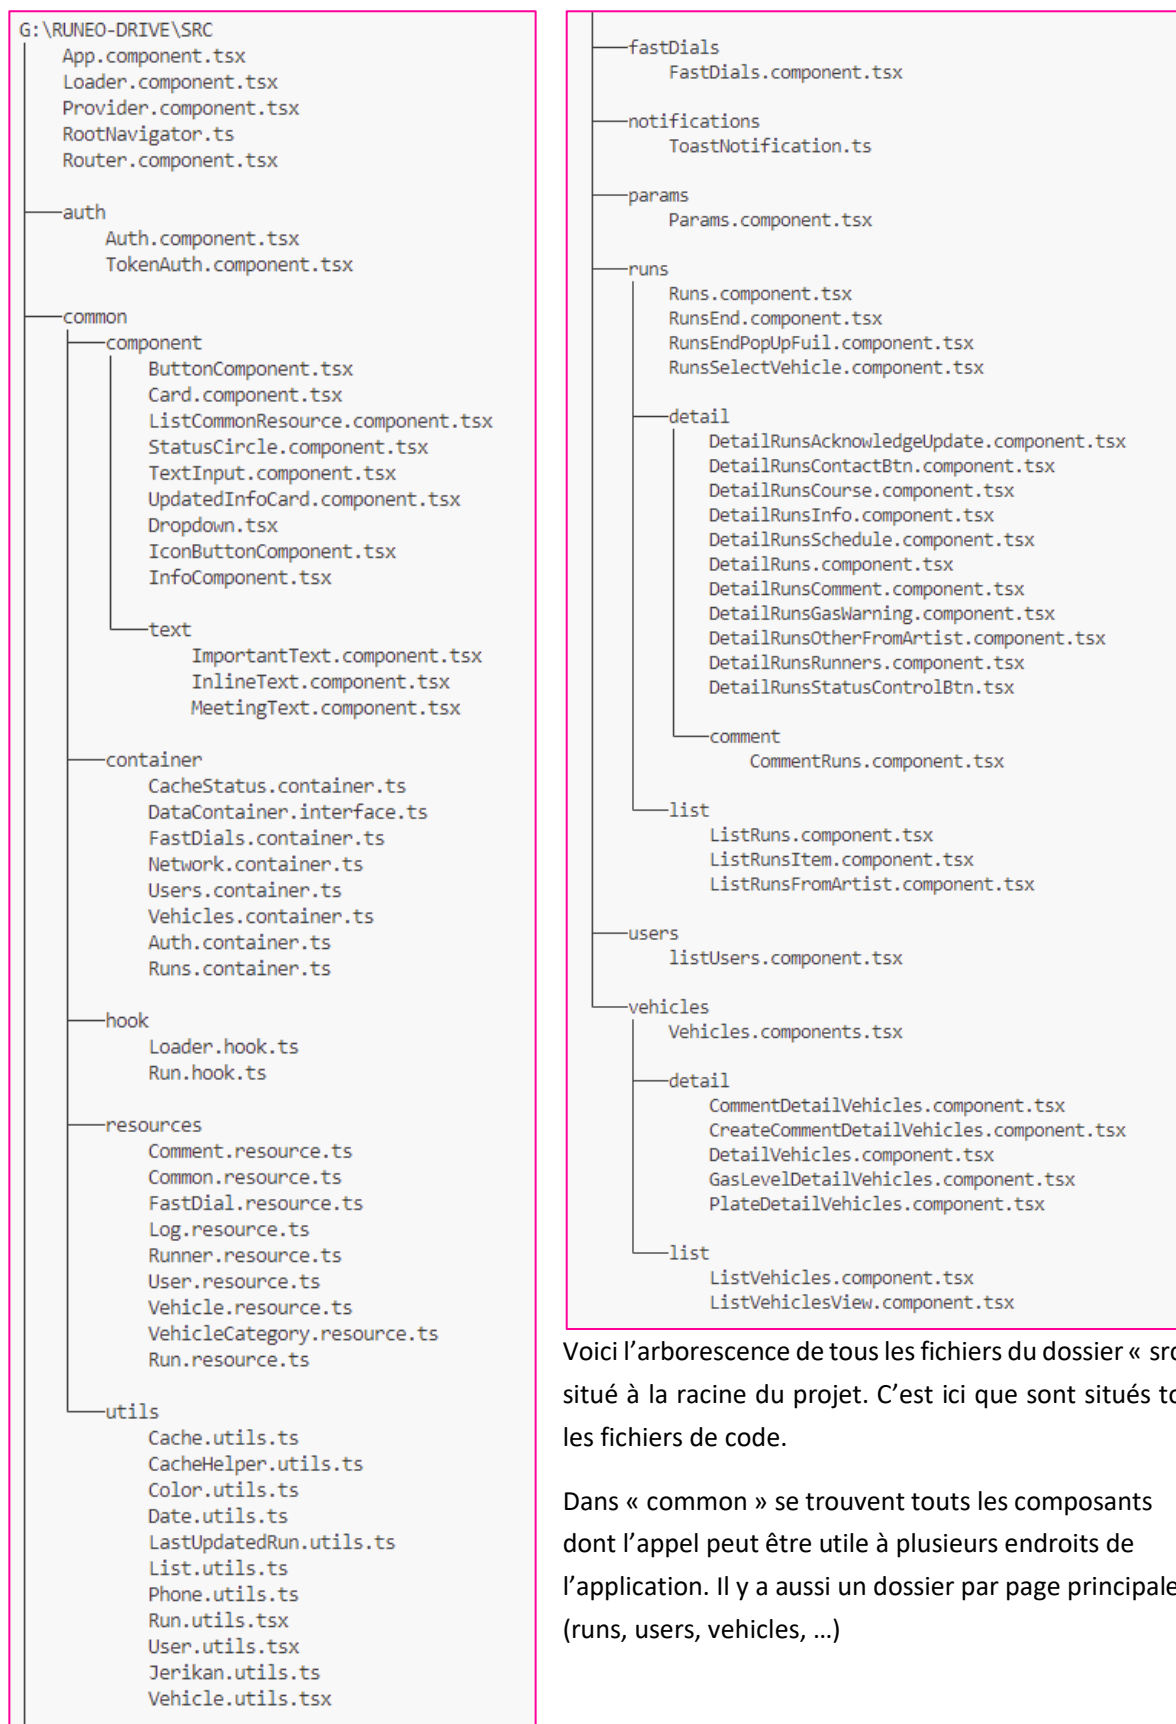 G:\RUNEO-DRIVE\SRC
App.component.tsx
Loader.component.tsx
Provider.component.tsx
RootNavigator.ts
Router.component.tsx
auth
Auth.component.tsx
TokenAuth.component.tsx
common
component
ButtonComponent.tsx
Card.component.tsx
ListCommonResource.component.tsx
StatusCircle.component.tsx
TextInput.component.tsx
UpdatedInfoCard.component.tsx
Dropdown.tsx
IconButtonComponent.tsx
InfoComponent.tsx
text
ImportantText.component.tsx
InlineText.component.tsx
MeetingText.component.tsx
container
CacheStatus.container.ts
DataContainer.interface.ts
FastDials.container.ts
Network.container.ts
Users.container.ts
Vehicles.container.ts
Auth.container.ts
Runs.container.ts
hook
Loader.hook.ts
Run.hook.ts
resources
Comment.resource.ts
Common.resource.ts
FastDial.resource.ts
Log.resource.ts
Runner.resource.ts
User.resource.ts
Vehicle.resource.ts
VehicleCategory.resource.ts
Run.resource.ts
utils
Cache.utils.ts
CacheHelper.utils.ts
Color.utils.ts
Date.utils.ts
LastUpdatedRun.utils.ts
List.utils.ts
Phone.utils.ts
Run.utils.tsx
User.utils.tsx
Jerikan.utils.ts
Vehicle.utils.tsx
fastDials
FastDials.component.tsx
notifications
ToastNotification.ts
params
Params.component.tsx
runs
Runs.component.tsx
RunsEnd.component.tsx
RunsEndPopUpFuil.component.tsx
RunsSelectVehicle.component.tsx
detail
DetailRunsAcknowledgeUpdate.component.tsx
DetailRunsContactBtn.component.tsx
DetailRunsCourse.component.tsx
DetailRunsInfo.component.tsx
DetailRunsSchedule.component.tsx
DetailRuns.component.tsx
DetailRunsComment.component.tsx
DetailRunsGasWarning.component.tsx
DetailRunsOtherFromArtist.component.tsx
DetailRunsRunners.component.tsx
DetailRunsStatusControlBtn.tsx
comment
CommentRuns.component.tsx
list
ListRuns.component.tsx
ListRunsItem.component.tsx
ListRunsFromArtist.component.tsx
users
listUsers.component.tsx
vehicles
Vehicles.components.tsx
detail
CommentDetailVehicles.component.tsx
CreateCommentDetailVehicles.component.tsx
DetailVehicles.component.tsx
GasLevelDetailVehicles.component.tsx
PlateDetailVehicles.component.tsx
list
ListVehicles.component.tsx
ListVehiclesView.component.tsx
Voici l’arborescence de tous les fichiers du dossier « src
situé à la racine du projet. C’est ici que sont situés
les fichiers de code.
Dans « common » se trouvent touts les composants
dont l’appel peut être utile à plusieurs endroits de
l’application. Il y a aussi un dossier par page principale
(runs, users, vehicles, …)